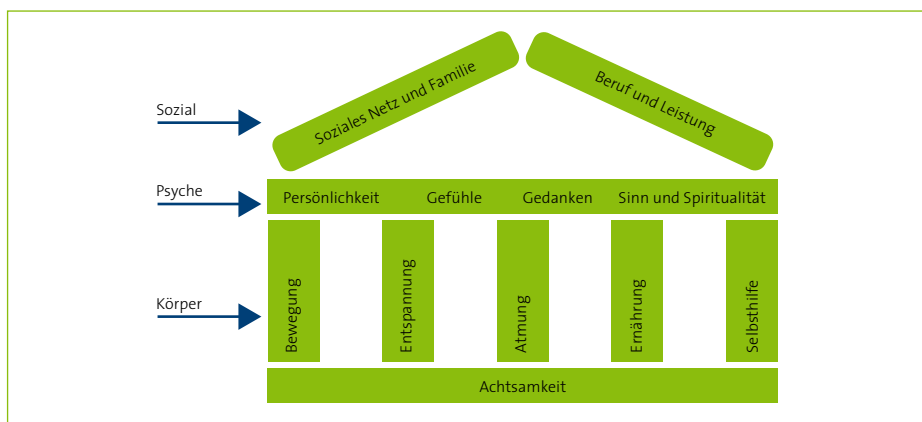 Sozial
Soziales Netz und Familie
Beruf und Leistung
Psyche
Persönlichkeit Gefühle Gedanken Sinn und Spiritualität
Körper
Bewegung
Entspannung
Atmung
Ernährung
Selbsthilfe
Achtsamkeit